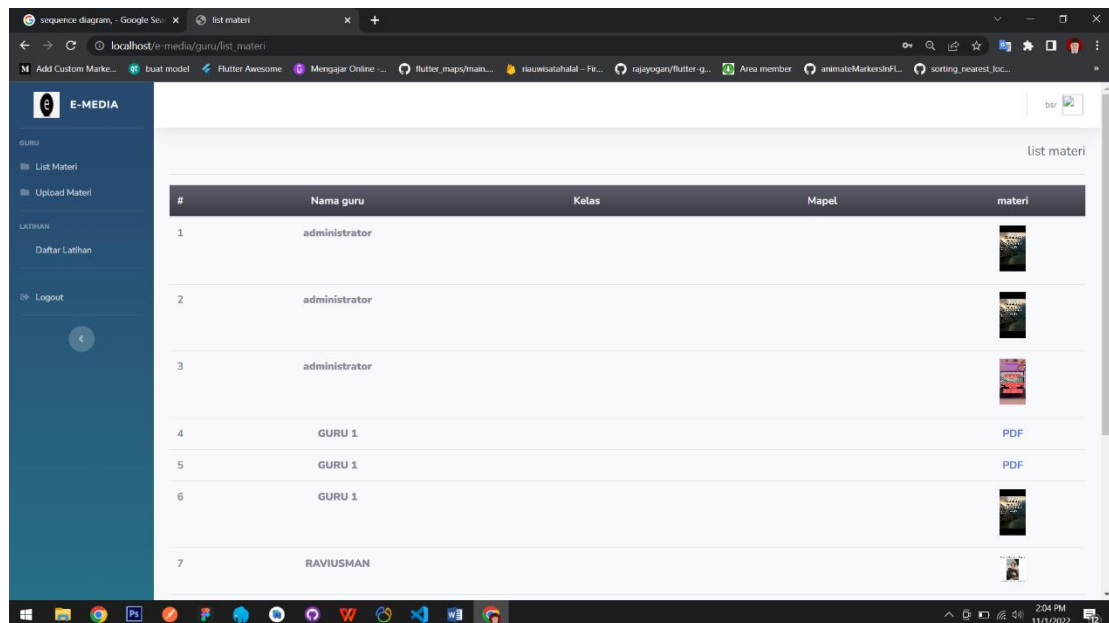 sequence diagram, - Google Sea
list materi
localhost/e-media/guru/list_materi
Add Custom Marke...
buat model
Flutter Awesome
Mengajar Online -...
flutter_maps/main....
riauwisatahalal – Fir...
rajayogan/flutter-g...
Area member
animateMarkersInFl...
sorting_nearest_loc...
E-MEDIA
bsr
GURU
List Materi
Upload Materi
LATIHAN
Daftar Latihan
Logout
list materi
# Nama guru Kelas Mapel materi
1 administrator
2 administrator
3 administrator
4 GURU 1 PDF
5 GURU 1 PDF
6 GURU 1
7 RAVIUSMAN
2:04 PM
11/1/2022